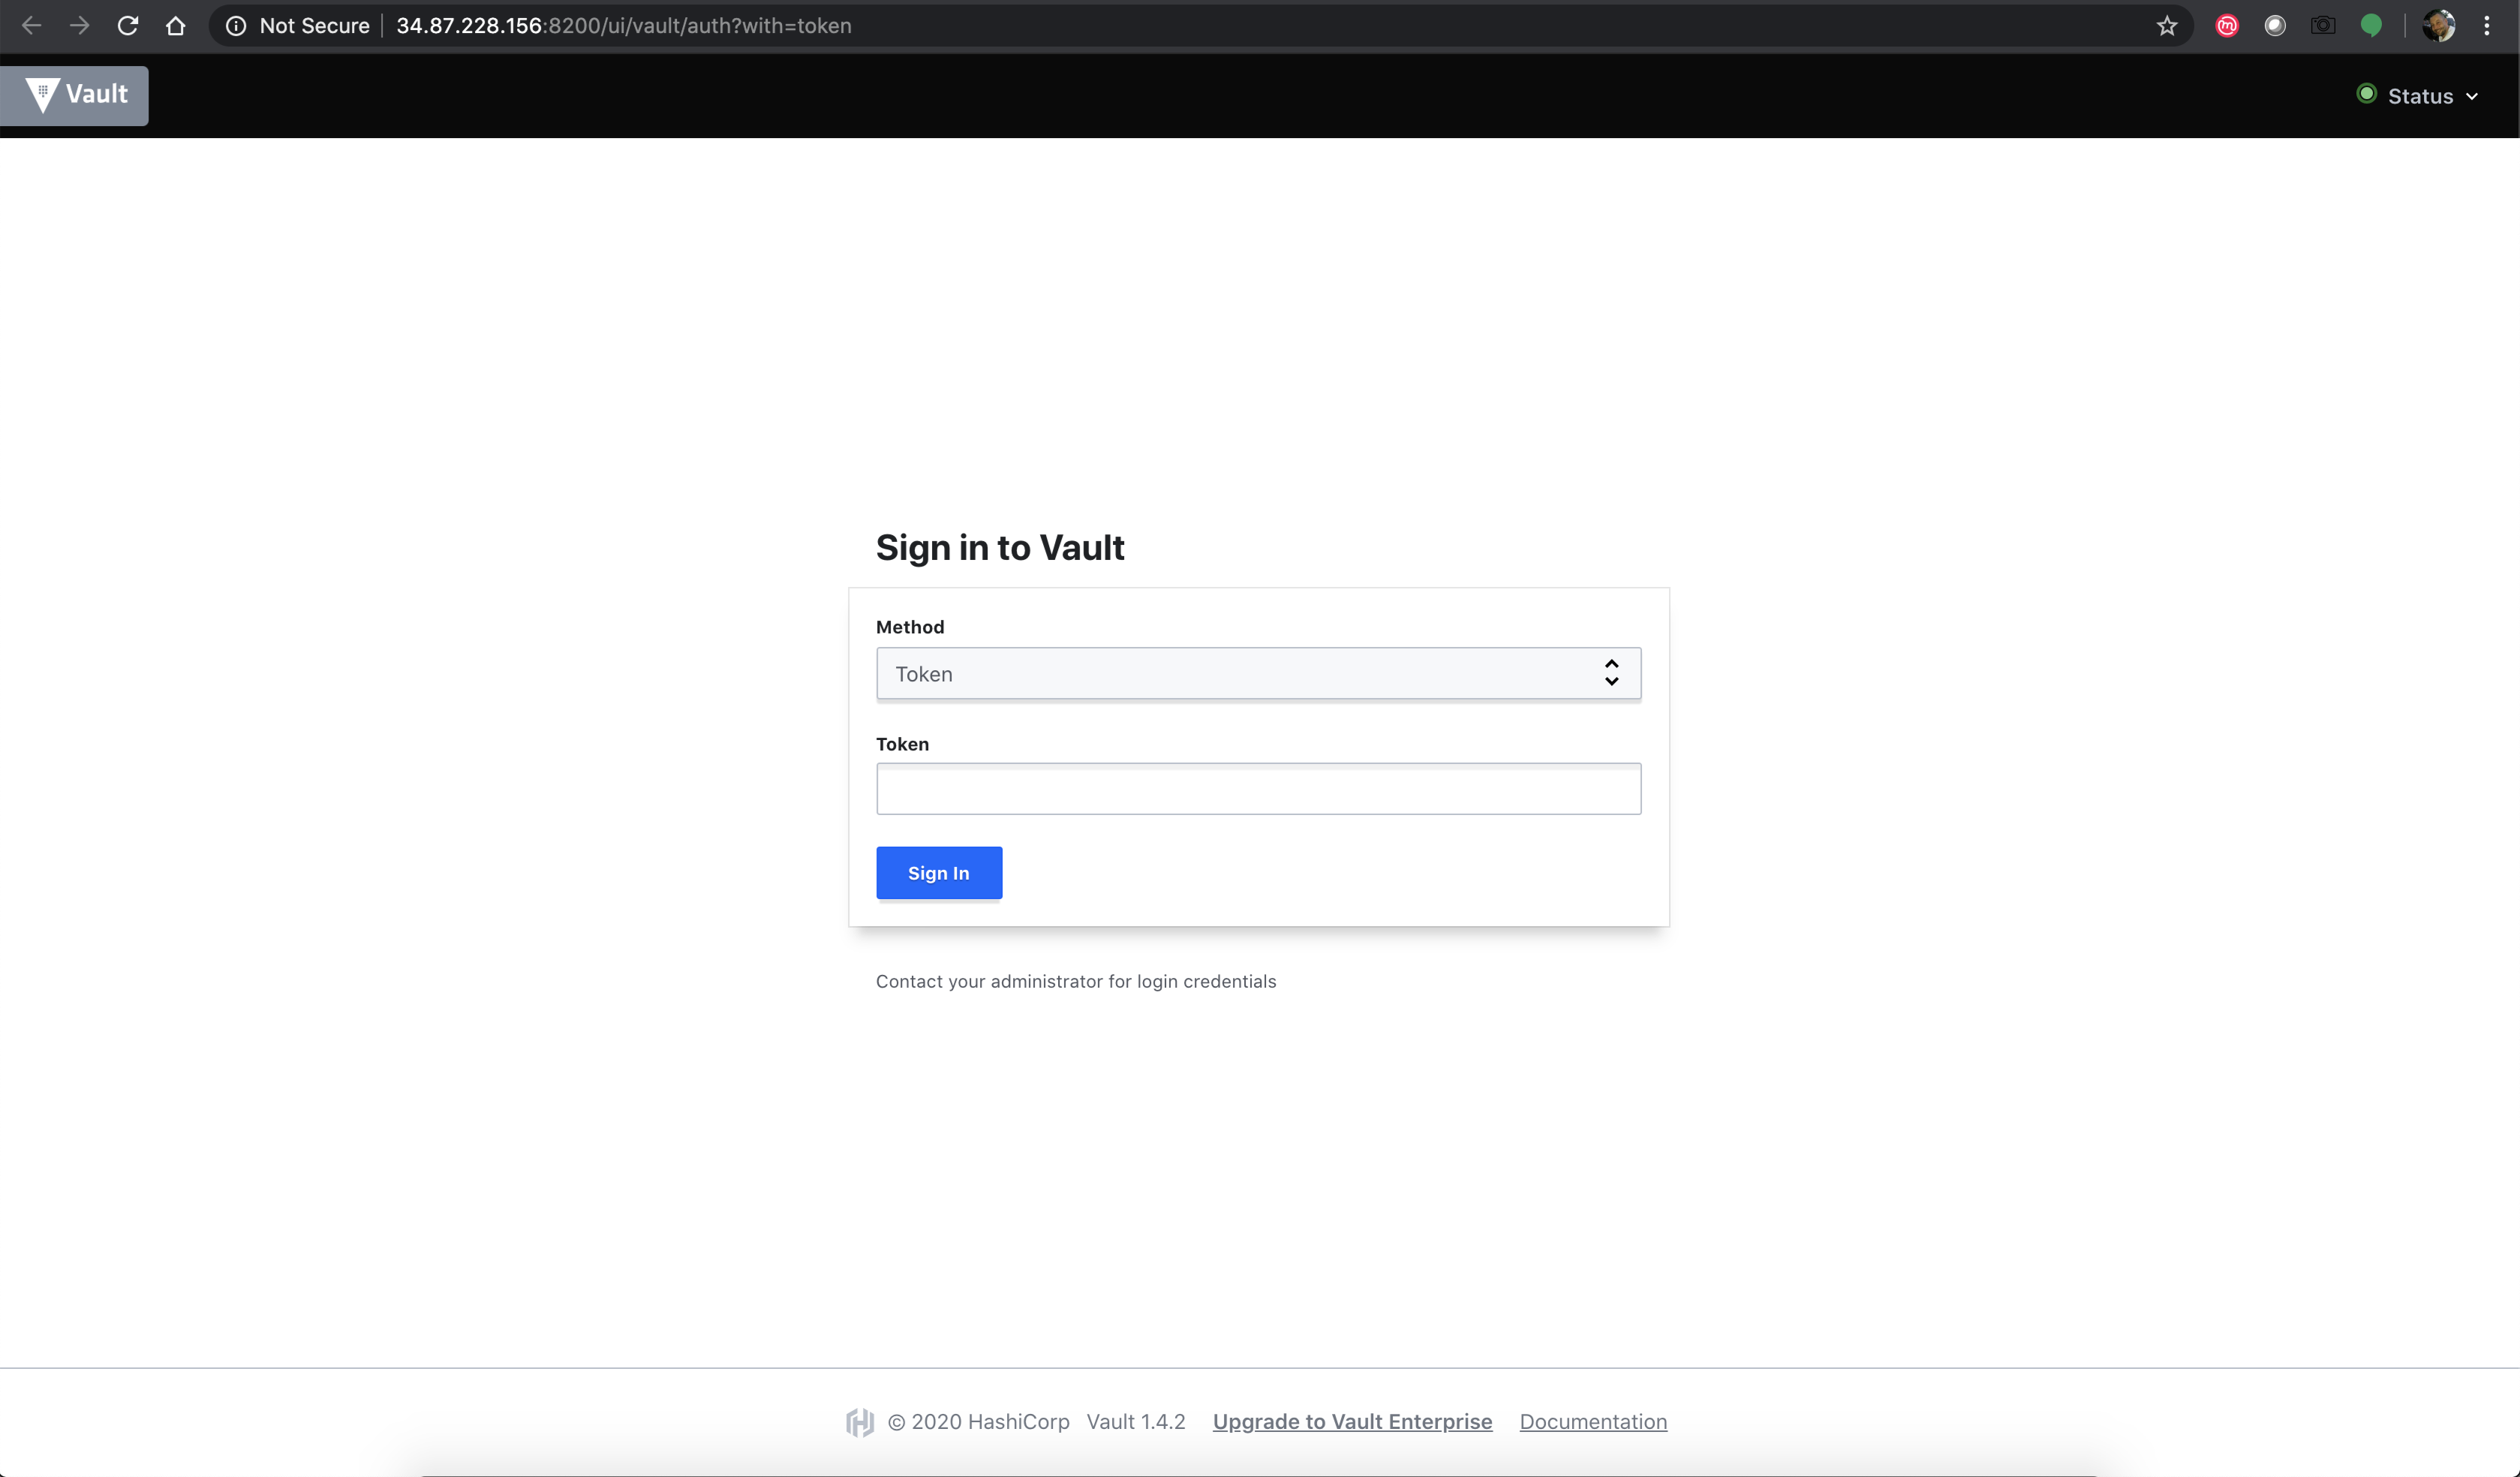 Not Secure 34.87.228.156:8200/ui/vault/auth?with=token
Vault Status
Sign in to Vault
Method
Token
Token
Sign In
Contact your administrator for login credentials
© 2020 HashiCorp Vault 1.4.2 Upgrade to Vault Enterprise Documentation